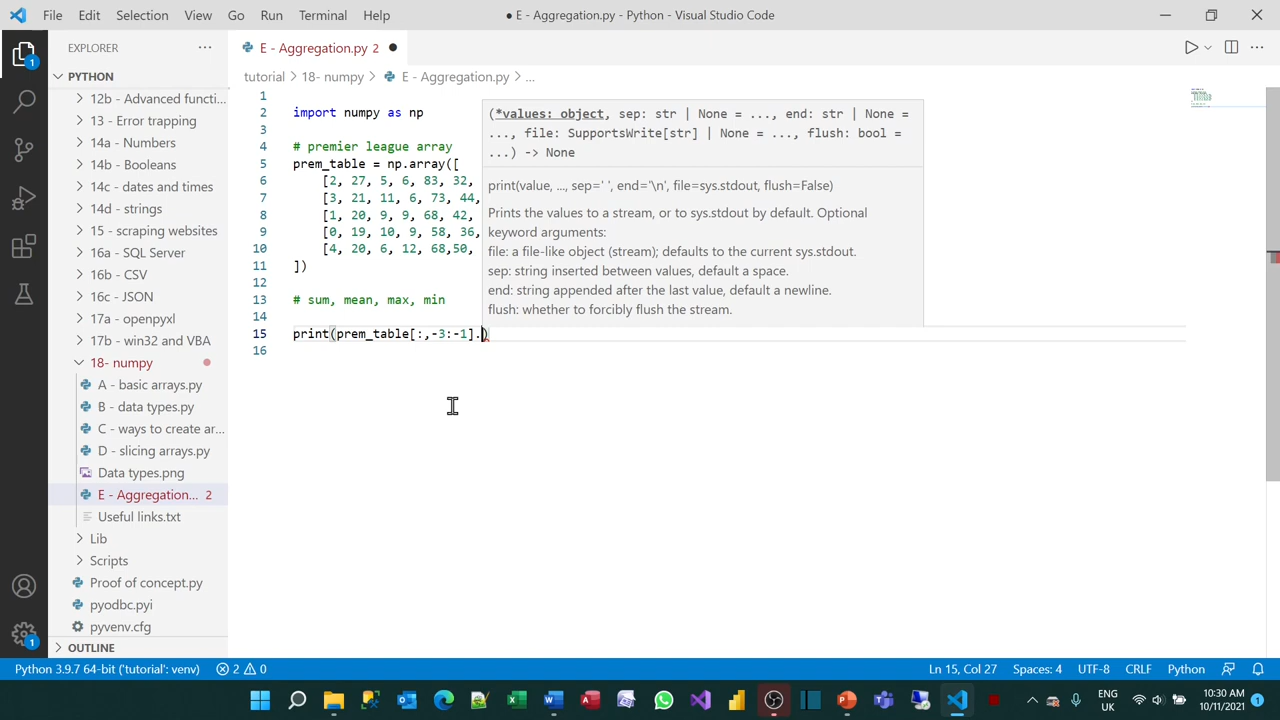 File Edit Selection View Go Run Terminal Help
● E - Aggregation.py - Python - Visual Studio Code
EXPLORER
PYTHON
12b - Advanced functi...
13 - Error trapping
14a - Numbers
14b - Booleans
14c - dates and times
14d - strings
15 - scraping websites
16a - SQL Server
16b - CSV
16c - JSON
17a - openpyxl
17b - win32 and VBA
18- numpy
A - basic arrays.py
B - data types.py
C - ways to create ar...
D - slicing arrays.py
Data types.png
E - Aggregation... 2
Useful links.txt
Lib
Scripts
Proof of concept.py
pyodbc.pyi
pyvenv.cfg
OUTLINE
E - Aggregation.py 2 ●
tutorial > 18- numpy > E - Aggregation.py > ...
1
2 import numpy as np
3
4 # premier league array
5 prem_table = np.array([
6 [2, 27, 5, 6, 83, 32,
7 [3, 21, 11, 6, 73, 44,
8 [1, 20, 9, 9, 68, 42,
9 [0, 19, 10, 9, 58, 36,
10 [4, 20, 6, 12, 68,50,
11 ])
12
13 # sum, mean, max, min
14
15 print(prem_table[:,-3:-1].)
16
(*values: object, sep: str | None = ..., end: str | None =
..., file: SupportsWrite[str] | None = ..., flush: bool =
...) -> None
print(value, ..., sep=' ', end='\n', file=sys.stdout, flush=False)
Prints the values to a stream, or to sys.stdout by default. Optional
keyword arguments:
file: a file-like object (stream); defaults to the current sys.stdout.
sep: string inserted between values, default a space.
end: string appended after the last value, default a newline.
flush: whether to forcibly flush the stream.
1
1
Python 3.9.7 64-bit ('tutorial': venv) 2 0 Ln 15, Col 27 Spaces: 4 UTF-8 CRLF Python
ENG
UK
10:30 AM
10/11/2021
1